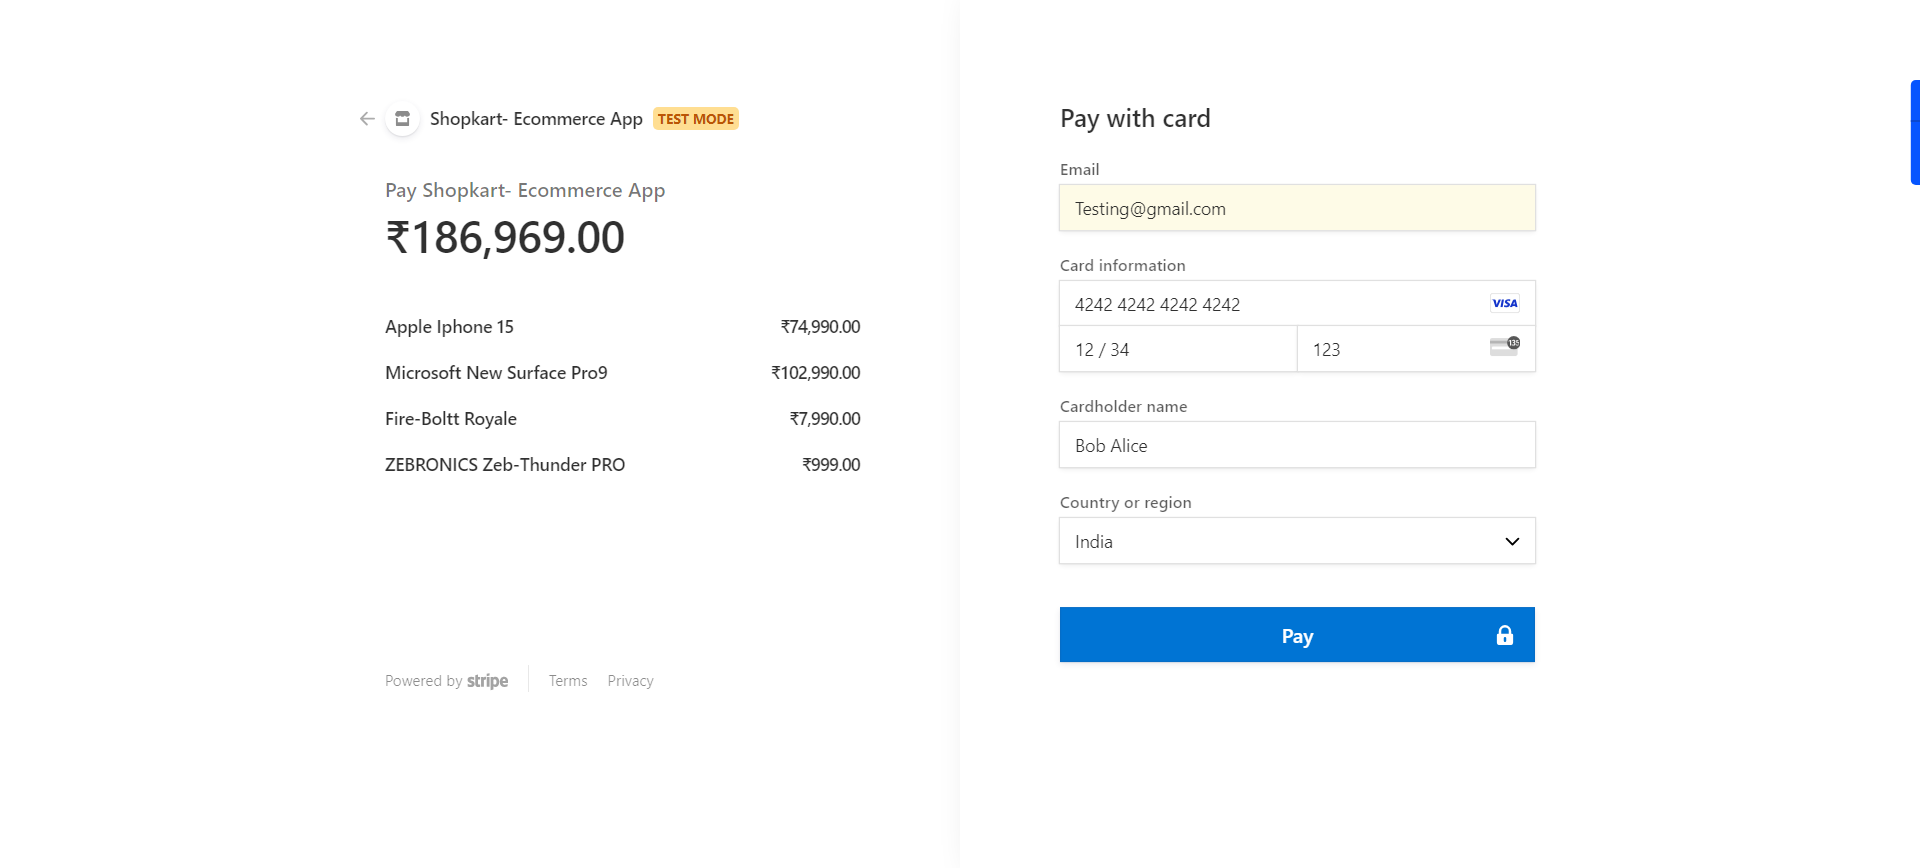 Shopkart- Ecommerce App TEST MODE
Pay Shopkart- Ecommerce App
₹186,969.00
Apple Iphone 15 ₹74,990.00
Microsoft New Surface Pro9 ₹102,990.00
Fire-Boltt Royale ₹7,990.00
ZEBRONICS Zeb-Thunder PRO ₹999.00
Powered by stripe Terms Privacy
Pay with card
Email
Testing@gmail.com
Card information
4242 4242 4242 4242 VISA
12 / 34 123 135
Cardholder name
Bob Alice
Country or region
India
Pay